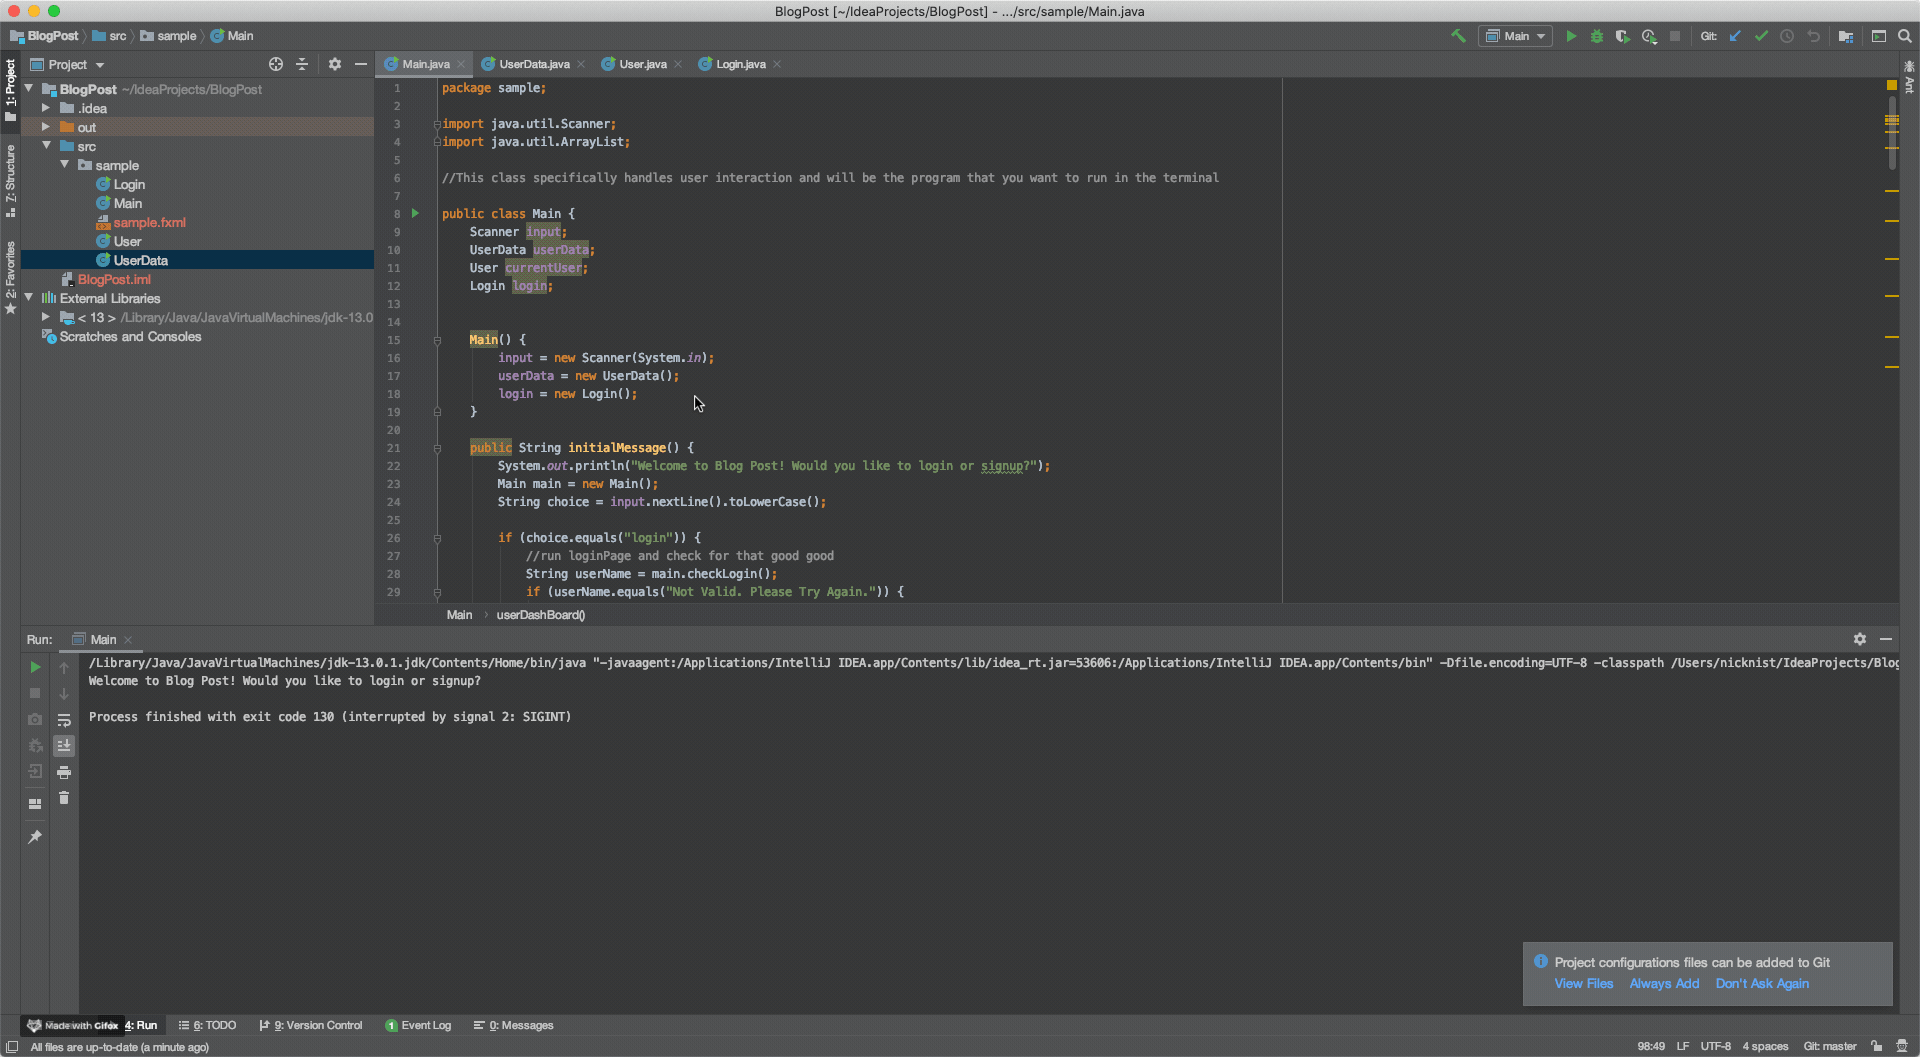 BlogPost [~/IdeaProjects/BlogPost] - .../src/sample/Main.java
BlogPost src sample Main
Main Git:
1: Project
Z: Structure
2: Favorites
Ant
Project
BlogPost ~/IdeaProjects/BlogPost
.idea
out
src
sample
Login
Main
sample.fxml
User
UserData
BlogPost.iml
External Libraries
< 13 > /Library/Java/JavaVirtualMachines/jdk-13.0
Scratches and Consoles
Main.java UserData.java User.java Login.java
1 package sample;
2
3 import java.util.Scanner;
4 import java.util.ArrayList;
5
6 //This class specifically handles user interaction and will be the program that you want to run in the terminal
7
8 public class Main {
9 Scanner input;
10 UserData userData;
11 User currentUser;
12 Login login;
13
14
15 Main() {
16 input = new Scanner(System.in);
17 userData = new UserData();
18 login = new Login();
19 }
20
21 public String initialMessage() {
22 System.out.println("Welcome to Blog Post! Would you like to login or signup?");
23 Main main = new Main();
24 String choice = input.nextLine().toLowerCase();
25
26 if (choice.equals("login")) {
27 //run loginPage and check for that good good
28 String userName = main.checkLogin();
29 if (userName.equals("Not Valid. Please Try Again.")) {
Main userDashBoard()
Run: Main
/Library/Java/JavaVirtualMachines/jdk-13.0.1.jdk/Contents/Home/bin/java "-javaagent:/Applications/IntelliJ IDEA.app/Contents/lib/idea_rt.jar=53606:/Applications/IntelliJ IDEA.app/Contents/bin" -Dfile.encoding=UTF-8 -classpath /Users/nicknist/IdeaProjects/Blog
Welcome to Blog Post! Would you like to login or signup?
Process finished with exit code 130 (interrupted by signal 2: SIGINT)
Project configurations files can be added to Git
View Files Always Add Don't Ask Again
Made with Gifox 4: Run 6: TODO 9: Version Control 1 Event Log 0: Messages
All files are up-to-date (a minute ago) 98:49 LF UTF-8 4 spaces Git: master